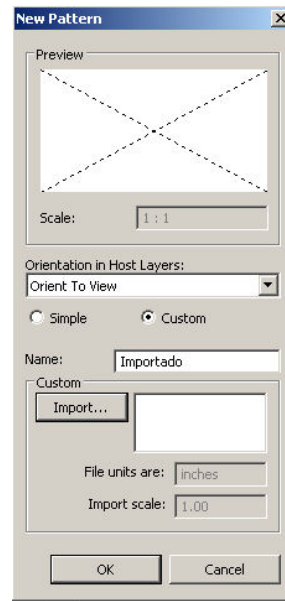 New Pattern
Preview
Scale: 1 : 1
Orientation in Host Layers:
Orient To View
Simple Custom
Name: Importado
Custom
Import...
File units are: inches
Import scale: 1.00
OK Cancel